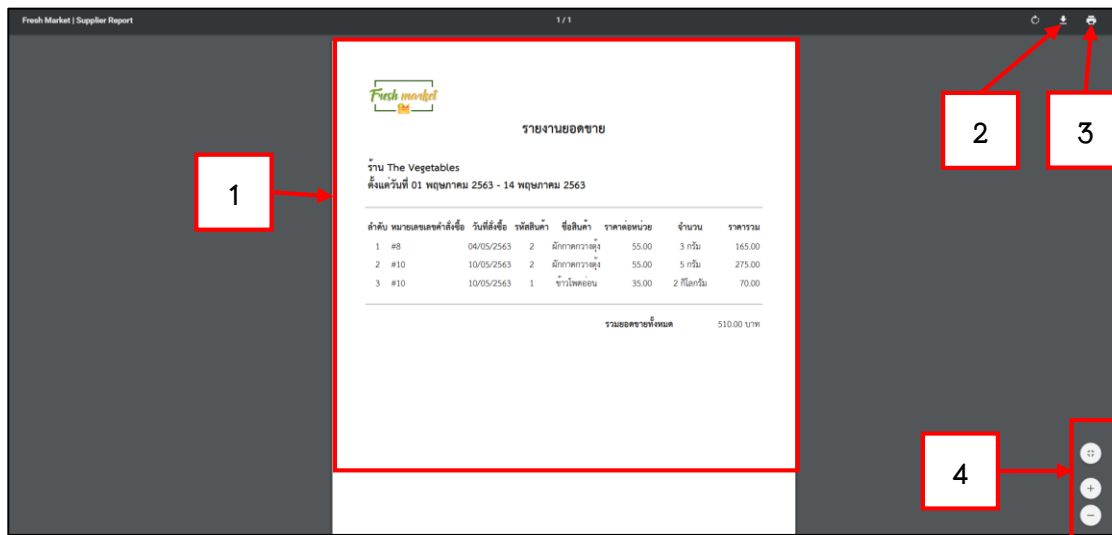 Fresh Market | Supplier Report 1 / 1
Fresh market
รายงานยอดขาย
ร้าน The Vegetables
ตั้งแต่วันที่ 01 พฤษภาคม 2563 - 14 พฤษภาคม 2563
ลำดับ หมายเลขเลขคำสั่งซื้อ วันที่สั่งซื้อ รหัสสินค้า ชื่อสินค้า ราคาต่อหน่วย จำนวน ราคารวม
1 #8 04/05/2563 2 ผักกาดกวางตุ้ง 55.00 3 กรัม 165.00
2 #10 10/05/2563 2 ผักกาดกวางตุ้ง 55.00 5 กรัม 275.00
3 #10 10/05/2563 1 ข้าวโพดอ่อน 35.00 2 กิโลกรัม 70.00
รวมยอดขายทั้งหมด 510.00 บาท
1
2
3
4